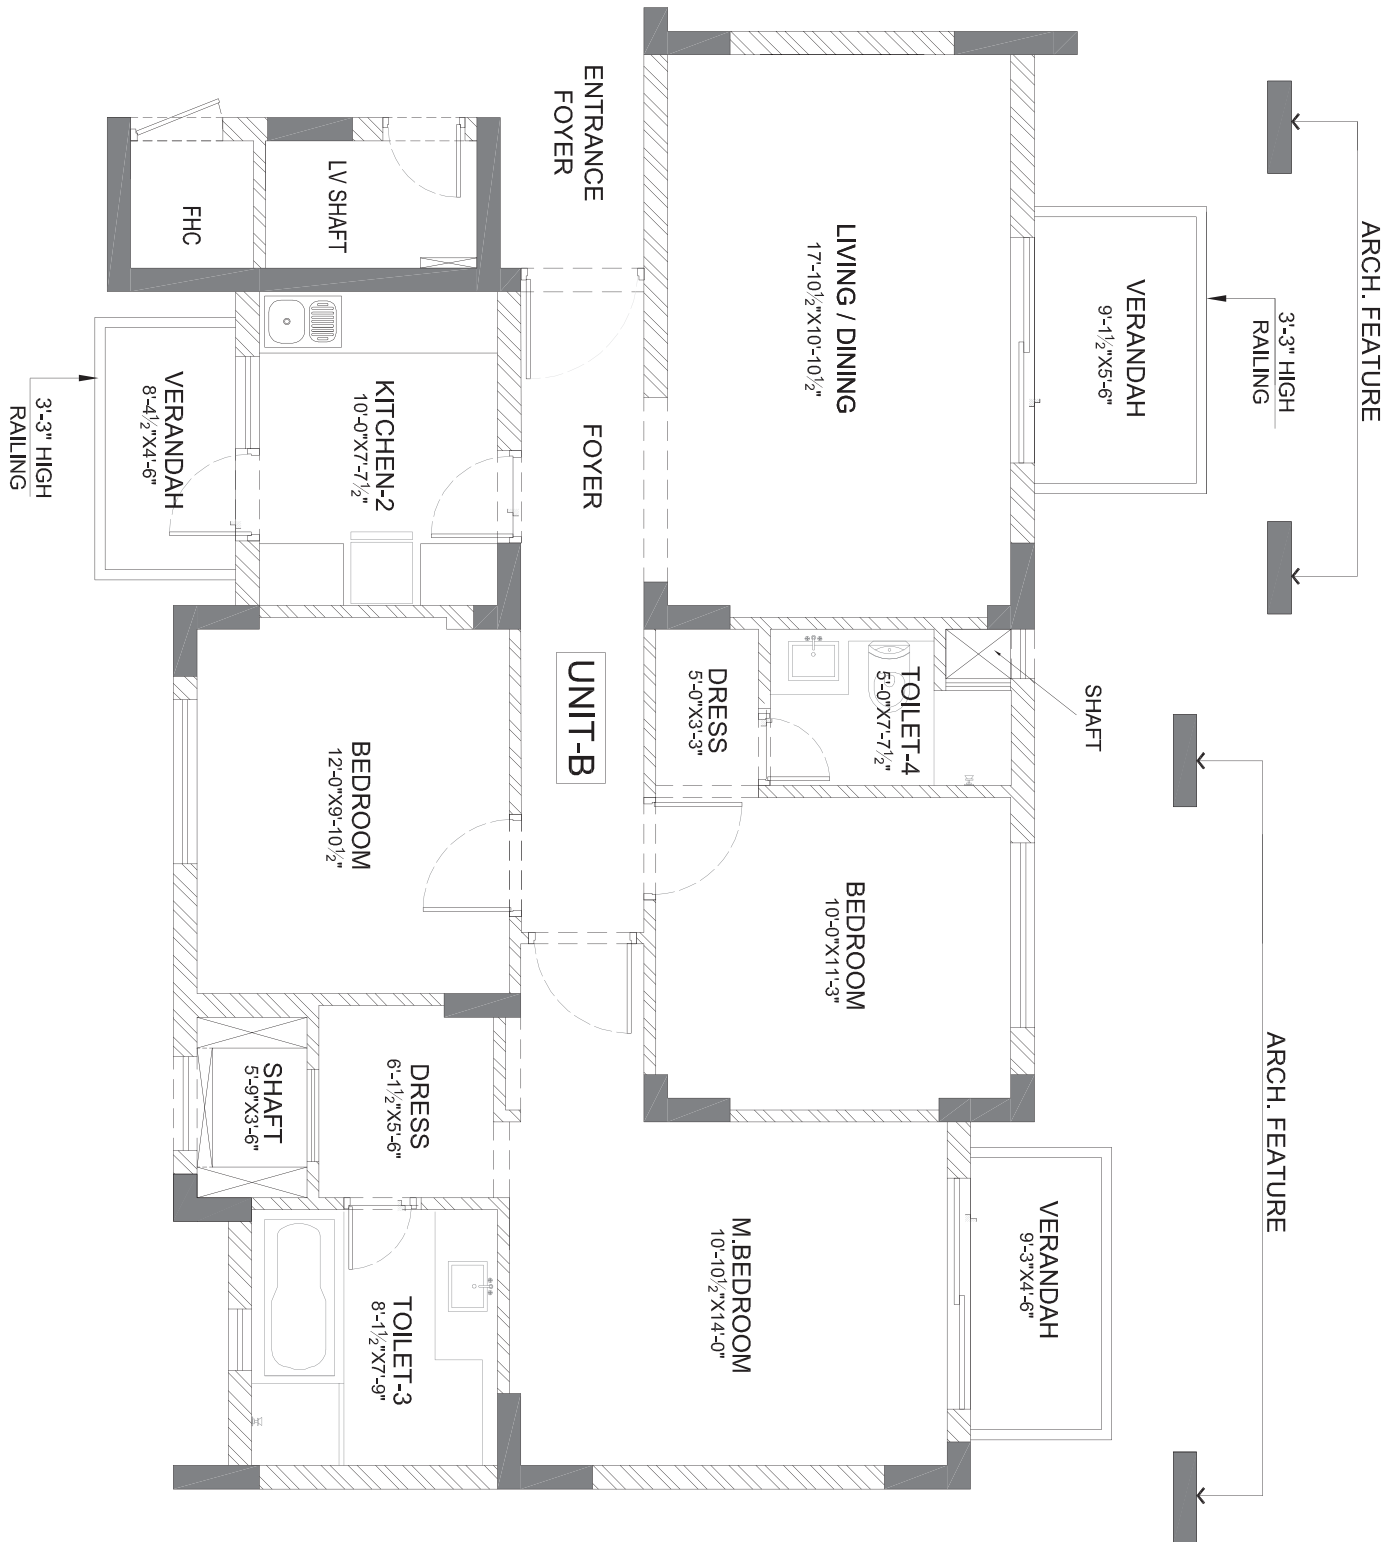 ARCH. FEATURE
3'-3" HIGH
RAILING
VERANDAH
9'-1½"X5'-6"
LIVING / DINING
17'-10½"X10'-10½"
ENTRANCE
FOYER
LV SHAFT
FHC
FOYER
KITCHEN-2
10'-0"X7'-7½"
VERANDAH
8'-4½"X4'-6"
3'-3" HIGH
RAILING
SHAFT
TOILET-4
5'-0"X7'-7½"
DRESS
5'-0"X3'-3"
UNIT-B
BEDROOM
12'-0"X9'-10½"
BEDROOM
10'-0"X11'-3"
ARCH. FEATURE
DRESS
6'-1½"X5'-6"
SHAFT
5'-9"X3'-6"
VERANDAH
9'-3"X4'-6"
M.BEDROOM
10'-10½"X14'-0"
TOILET-3
8'-1½"X7'-9"